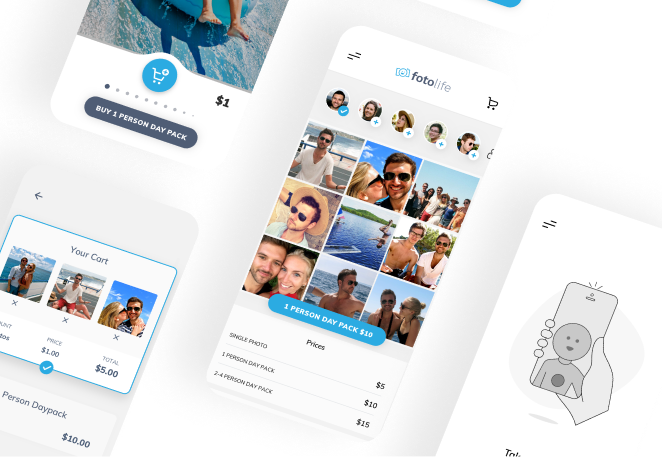 $1
BUY 1 PERSON DAY PACK
fotolife
1 PERSON DAY PACK $10
Prices
SINGLE PHOTO $5
1 PERSON DAY PACK $10
2-4 PERSON DAY PACK $15
Your Cart
PRICE
$1.00
TOTAL
$5.00
Person Daypack
$10.00